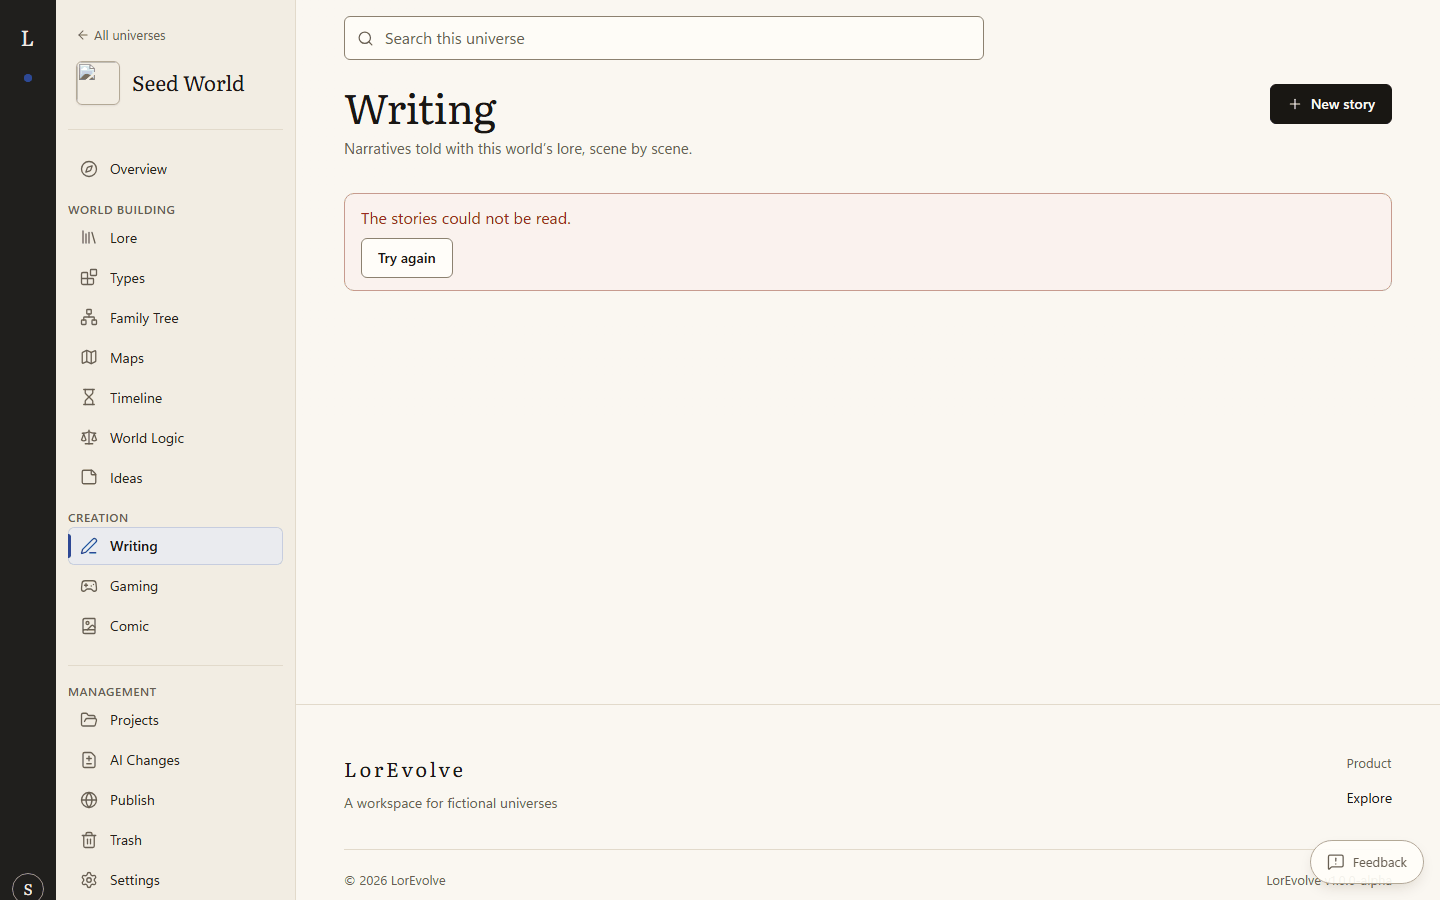 L
All universes
Seed World
Overview
WORLD BUILDING
Lore
Types
Family Tree
Maps
Timeline
World Logic
Ideas
CREATION
Writing
Gaming
Comic
MANAGEMENT
Projects
AI Changes
Publish
Trash
Settings
S
Search this universe
Writing
New story
Narratives told with this world's lore, scene by scene.
The stories could not be read.
Try again
LorEvolve
A workspace for fictional universes
Product
Explore
Feedback
© 2026 LorEvolve
LorEvolve